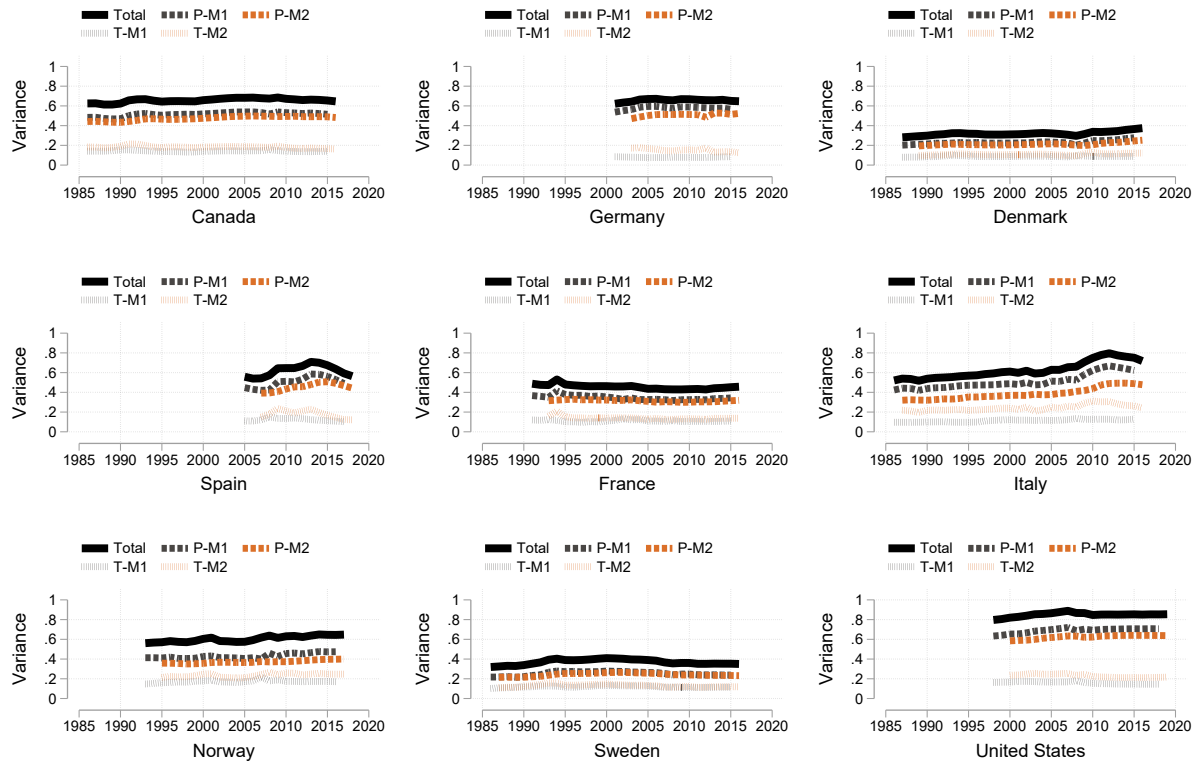 Total P-M1 P-M2
T-M1 T-M2
Variance
1
.8
.6
.4
.2
0
1985 1990 1995 2000 2005 2010 2015 2020
Canada
Total P-M1 P-M2
T-M1 T-M2
Variance
1
.8
.6
.4
.2
0
1985 1990 1995 2000 2005 2010 2015 2020
Germany
Total P-M1 P-M2
T-M1 T-M2
Variance
1
.8
.6
.4
.2
0
1985 1990 1995 2000 2005 2010 2015 2020
Denmark
Total P-M1 P-M2
T-M1 T-M2
Variance
1
.8
.6
.4
.2
0
1985 1990 1995 2000 2005 2010 2015 2020
Spain
Total P-M1 P-M2
T-M1 T-M2
Variance
1
.8
.6
.4
.2
0
1985 1990 1995 2000 2005 2010 2015 2020
France
Total P-M1 P-M2
T-M1 T-M2
Variance
1
.8
.6
.4
.2
0
1985 1990 1995 2000 2005 2010 2015 2020
Italy
Total P-M1 P-M2
T-M1 T-M2
Variance
1
.8
.6
.4
.2
0
1985 1990 1995 2000 2005 2010 2015 2020
Norway
Total P-M1 P-M2
T-M1 T-M2
Variance
1
.8
.6
.4
.2
0
1985 1990 1995 2000 2005 2010 2015 2020
Sweden
Total P-M1 P-M2
T-M1 T-M2
Variance
1
.8
.6
.4
.2
0
1985 1990 1995 2000 2005 2010 2015 2020
United States